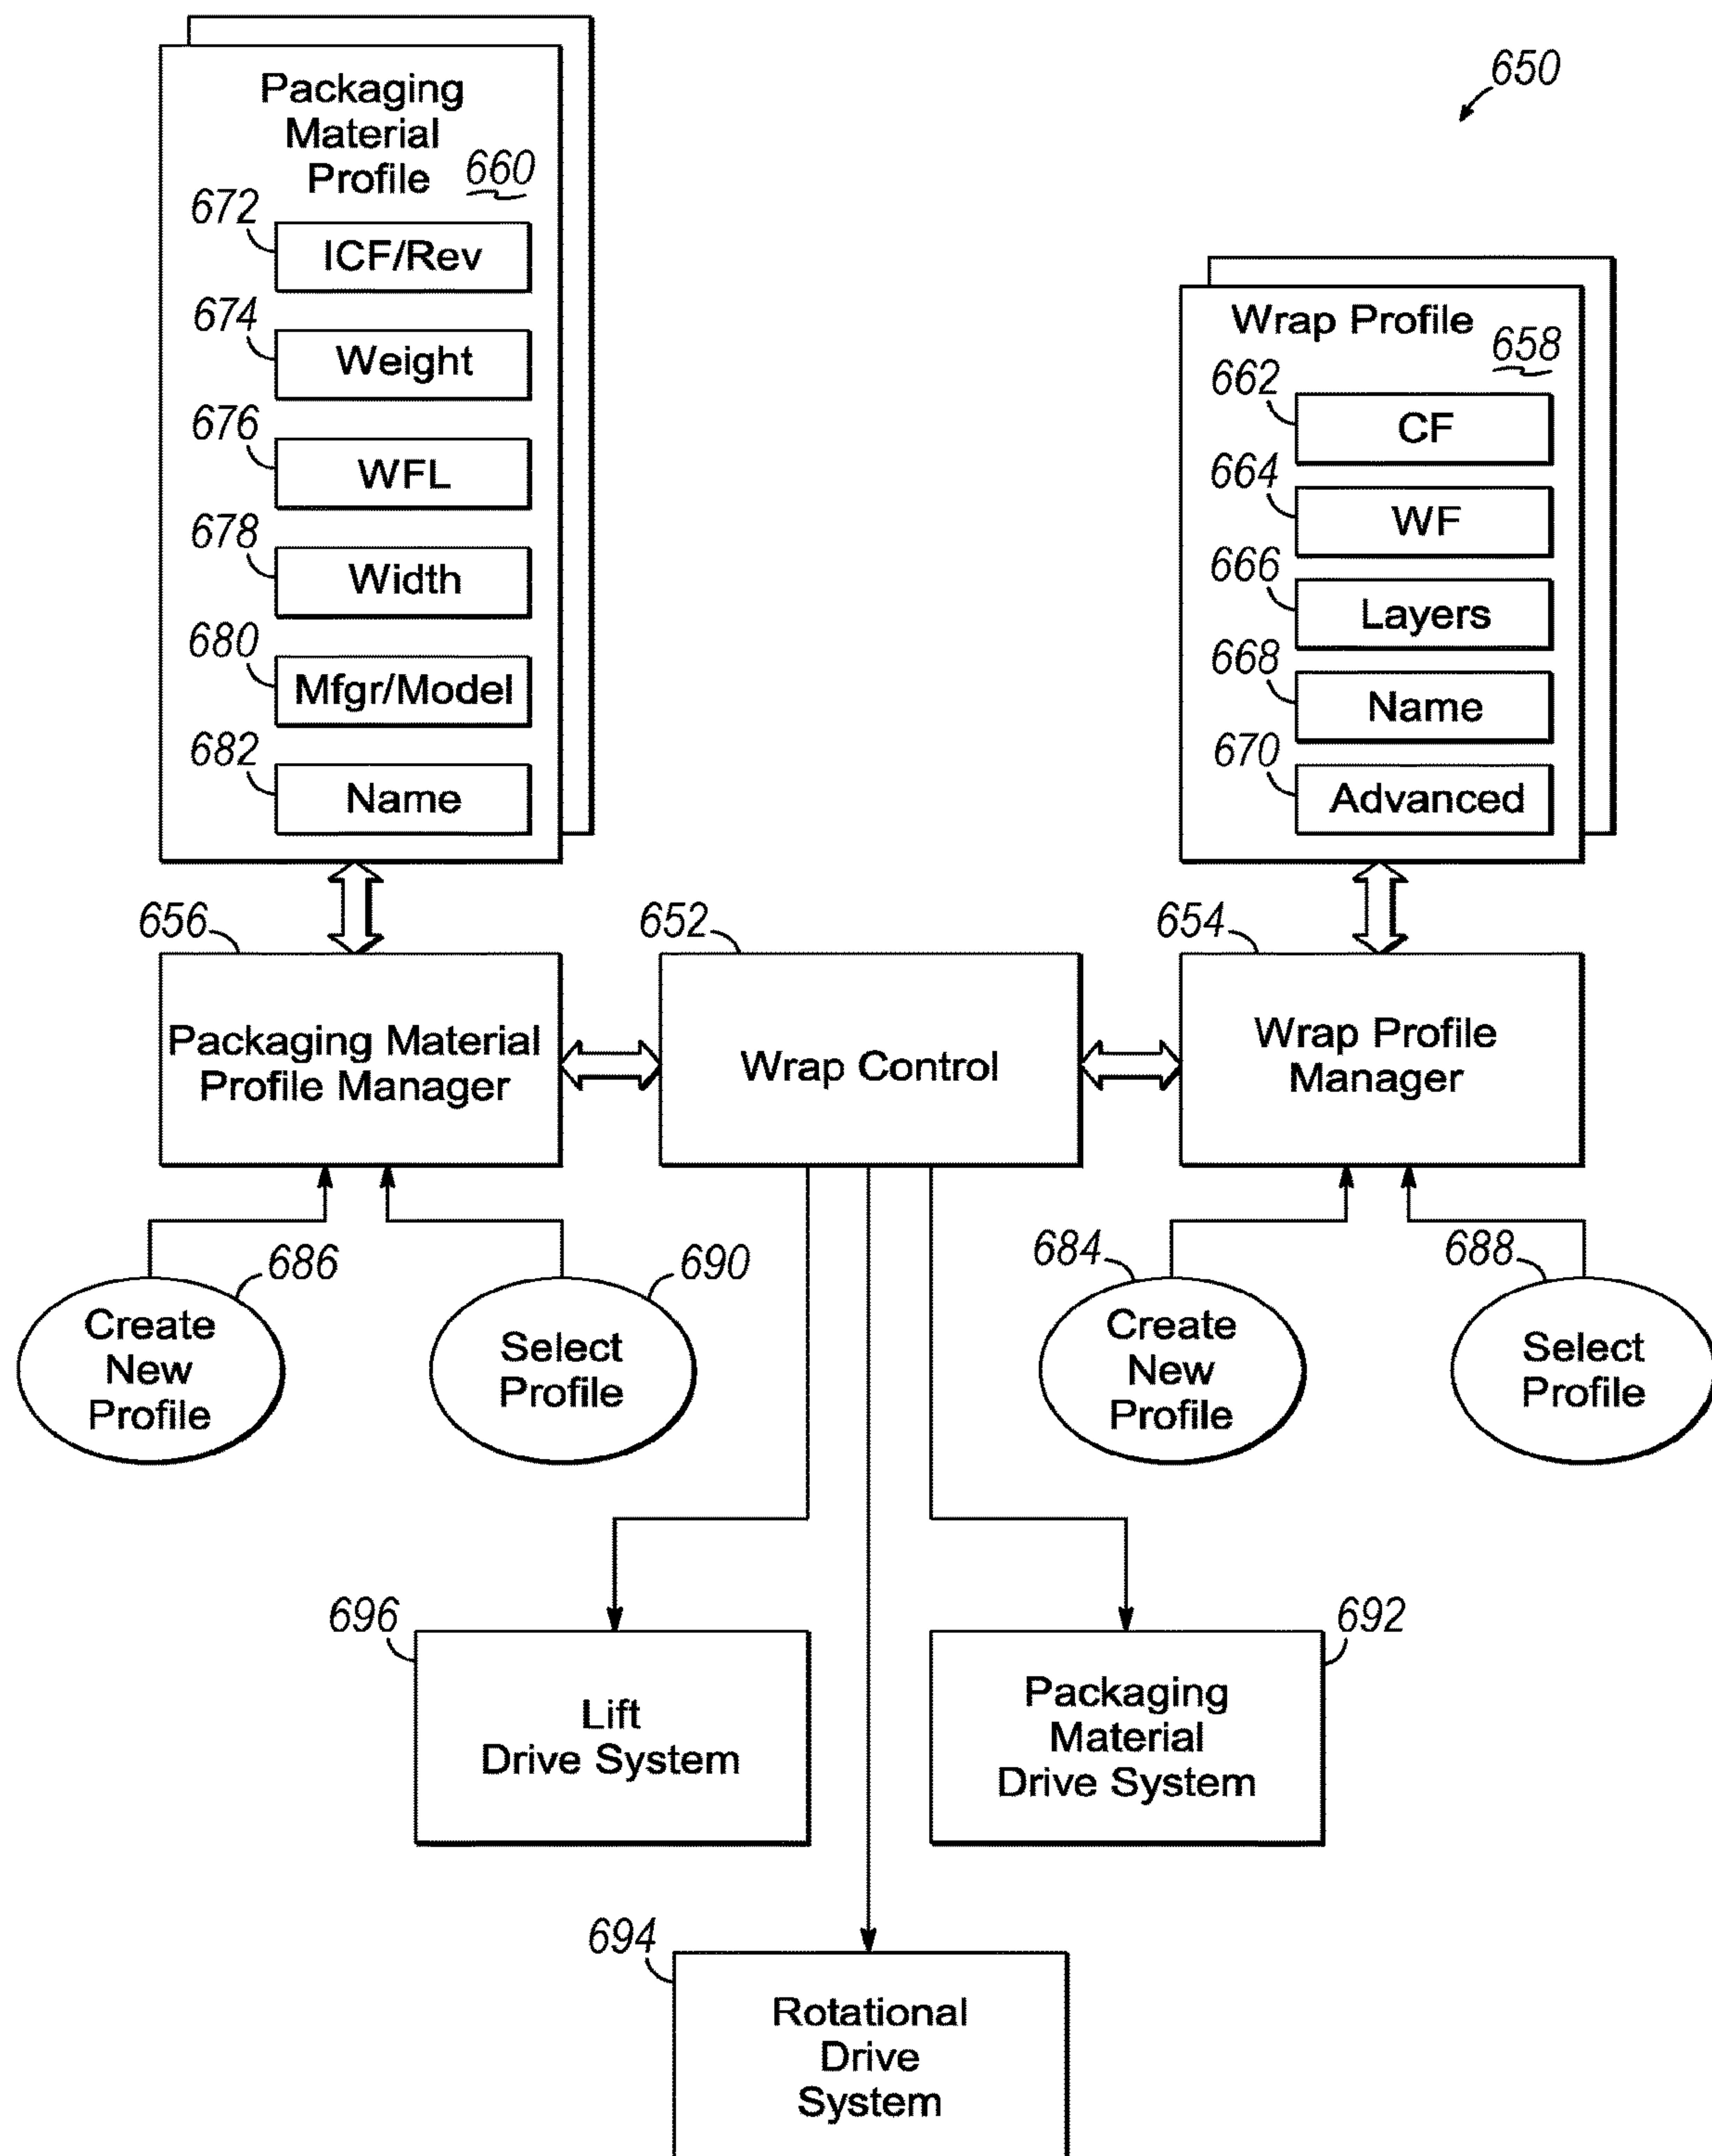 650
Packaging
Material
Profile
660
672
ICF/Rev
674
Weight
676
WFL
678
Width
680
Mfgr/Model
682
Name
Wrap Profile
658
662
CF
664
WF
666
Layers
668
Name
670
Advanced
656
Packaging Material
Profile Manager
652
Wrap Control
654
Wrap Profile
Manager
686
Create
New
Profile
690
Select
Profile
684
Create
New
Profile
688
Select
Profile
696
Lift
Drive System
692
Packaging
Material
Drive System
694
Rotational
Drive
System